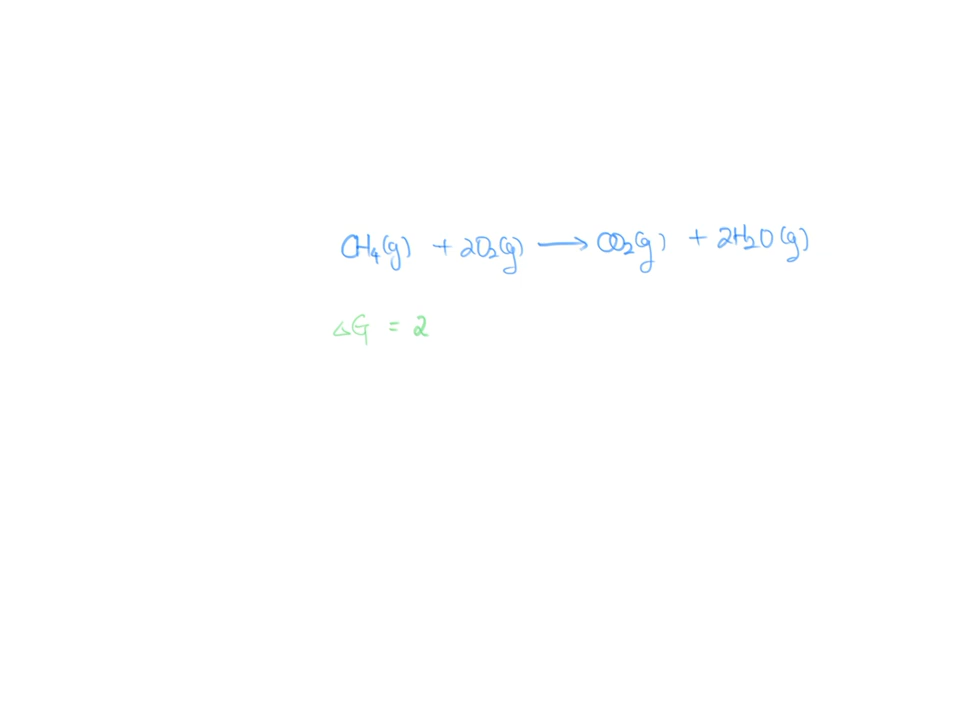 CH₄(g) + 2O₂(g) ⟶ CO₂(g) + 2H₂O(g)
ΔG = 2